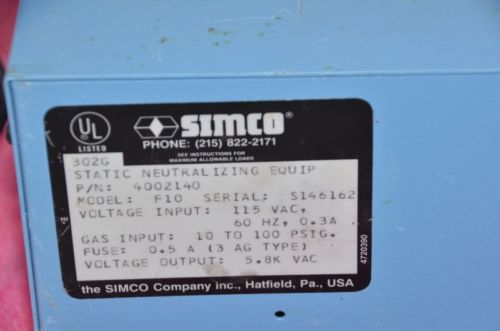 UL
LISTED
SIMCO®
PHONE: (215) 822-2171
SEE INSTRUCTIONS FOR
MAXIMUM ALLOWABLE LOADS
302G
STATIC NEUTRALIZING EQUIP
P/N: 4002140
MODEL: F10 SERIAL: S146162
VOLTAGE INPUT: 115 VAC,
60 HZ, 0.3A
GAS INPUT: 10 TO 100 PSIG.
FUSE: 0.5 A (3 AG TYPE)
VOLTAGE OUTPUT: 5.8K VAC
the SIMCO Company inc., Hatfield, Pa., USA
4720390